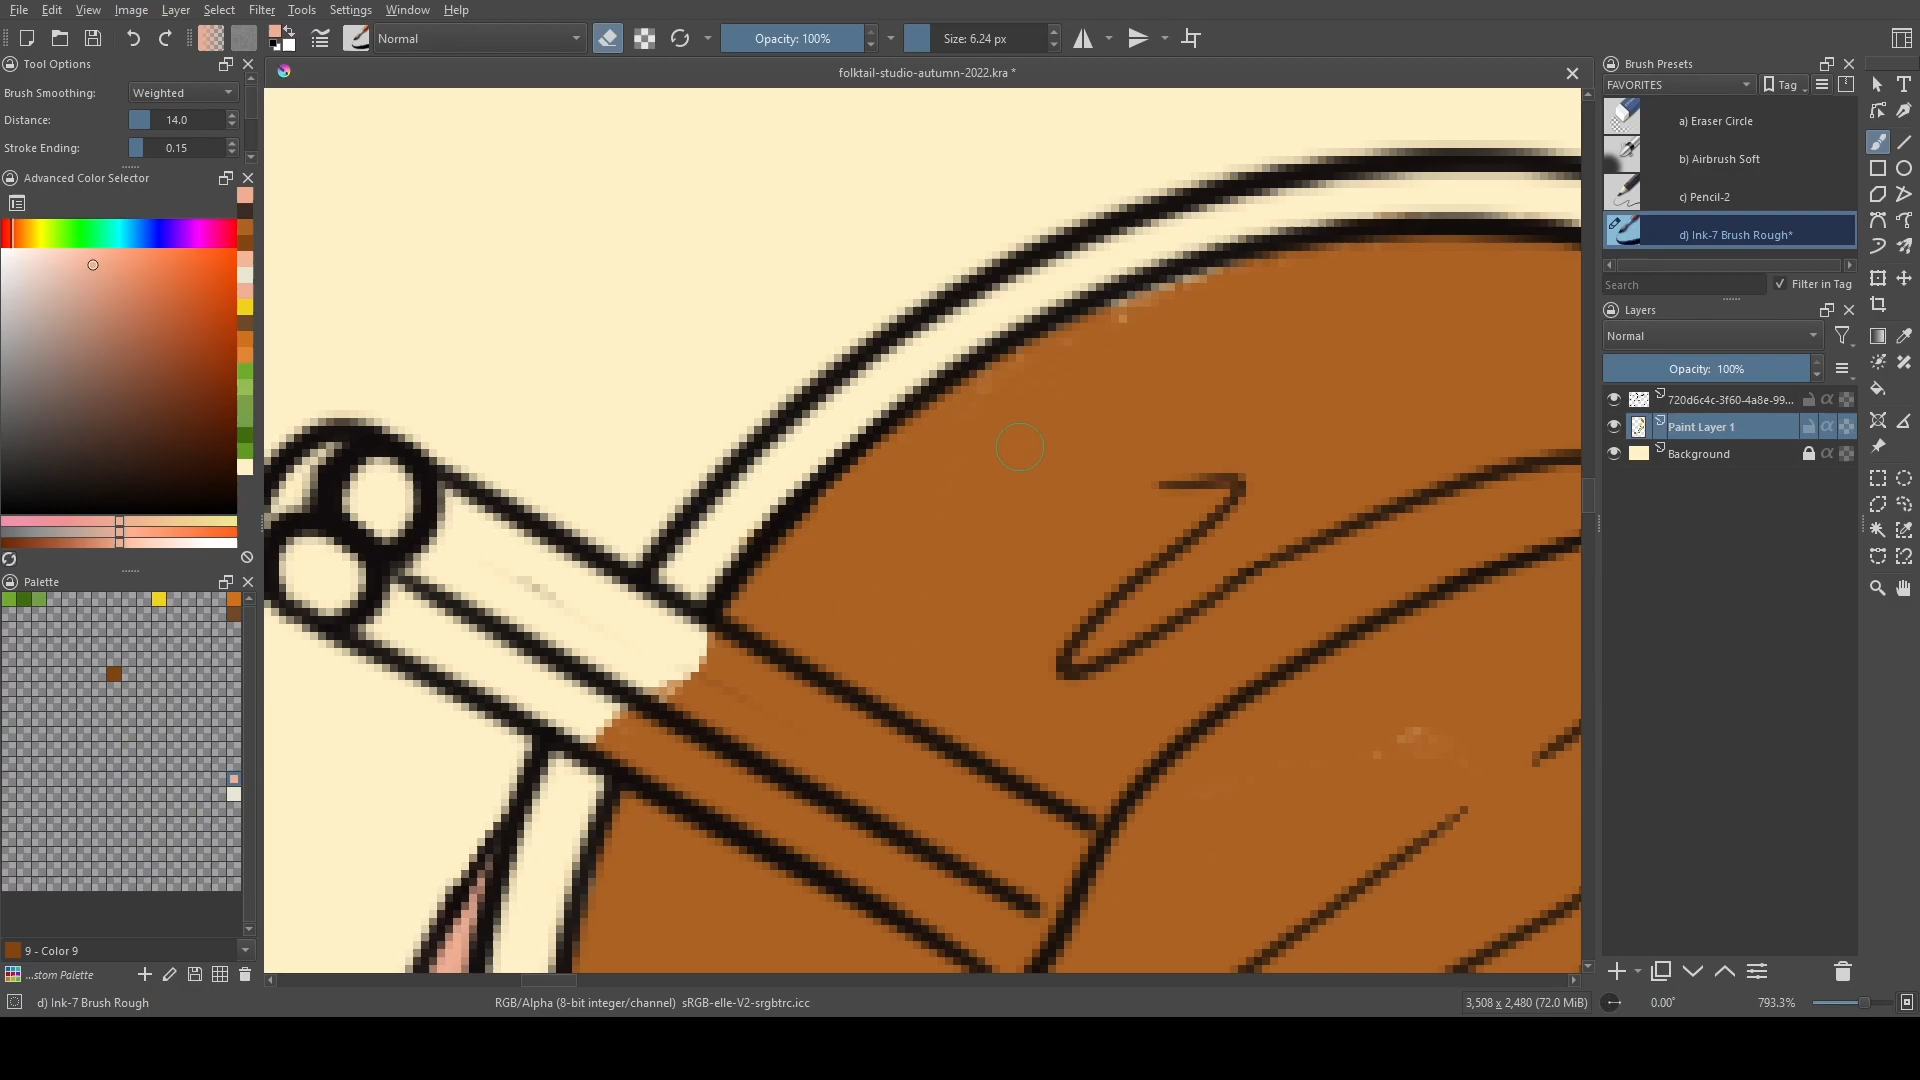 File Edit View Image Layer Select Filter Tools Settings Window Help
Normal
Opacity: 100%
Size: 6.24 px
Tool Options
Brush Smoothing: Weighted
Distance: 14.0
Stroke Ending: 0.15
Advanced Color Selector
Palette
9 - Color 9
...stom Palette
folktail-studio-autumn-2022.kra *
Brush Presets
FAVORITES
Tag
a) Eraser Circle
b) Airbrush Soft
c) Pencil-2
d) Ink-7 Brush Rough*
Search
Filter in Tag
Layers
Normal
Opacity: 100%
720d6c4c-3f60-4a8e-99...
Paint Layer 1
Background
d) Ink-7 Brush Rough
RGB/Alpha (8-bit integer/channel) sRGB-elle-V2-srgbtrc.icc
3,508 x 2,480 (72.0 MiB)
0.00°
793.3%